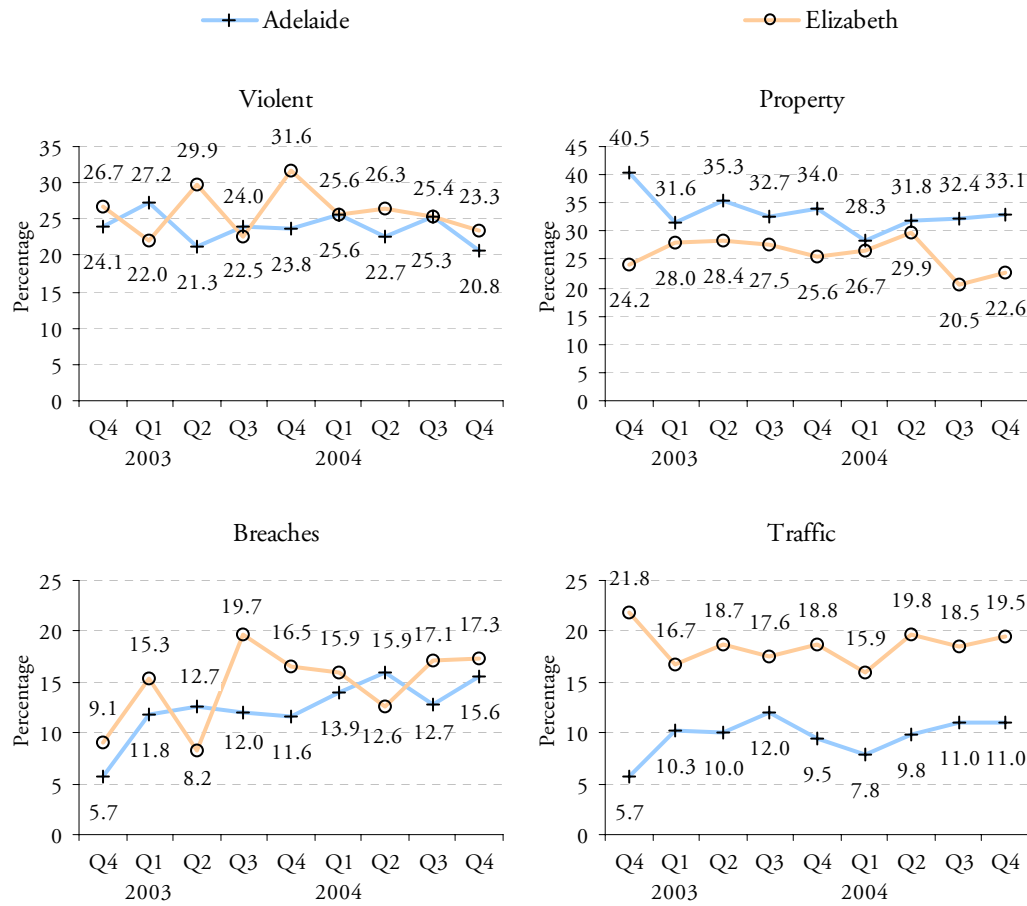 Adelaide Elizabeth
Violent
Percentage
35
30
25
20
15
10
5
0
26.7 27.2 29.9 24.0 31.6 25.6 26.3 25.4 23.3
24.1 22.0 21.3 22.5 23.8 25.6 22.7 25.3 20.8
Q4 Q1 Q2 Q3 Q4 Q1 Q2 Q3 Q4
2003 2004
Property
Percentage
45
40
35
30
25
20
15
10
5
0
40.5 31.6 35.3 32.7 34.0 28.3 31.8 32.4 33.1
24.2 28.0 28.4 27.5 25.6 26.7 29.9 20.5 22.6
Q4 Q1 Q2 Q3 Q4 Q1 Q2 Q3 Q4
2003 2004
Breaches
Percentage
25
20
15
10
5
0
9.1 15.3 12.7 19.7 16.5 15.9 15.9 17.1 17.3
5.7 11.8 8.2 12.0 11.6 13.9 12.6 12.7 15.6
Q4 Q1 Q2 Q3 Q4 Q1 Q2 Q3 Q4
2003 2004
Traffic
Percentage
25
20
15
10
5
0
21.8 16.7 18.7 17.6 18.8 15.9 19.8 18.5 19.5
5.7 10.3 10.0 12.0 9.5 7.8 9.8 11.0 11.0
Q4 Q1 Q2 Q3 Q4 Q1 Q2 Q3 Q4
2003 2004